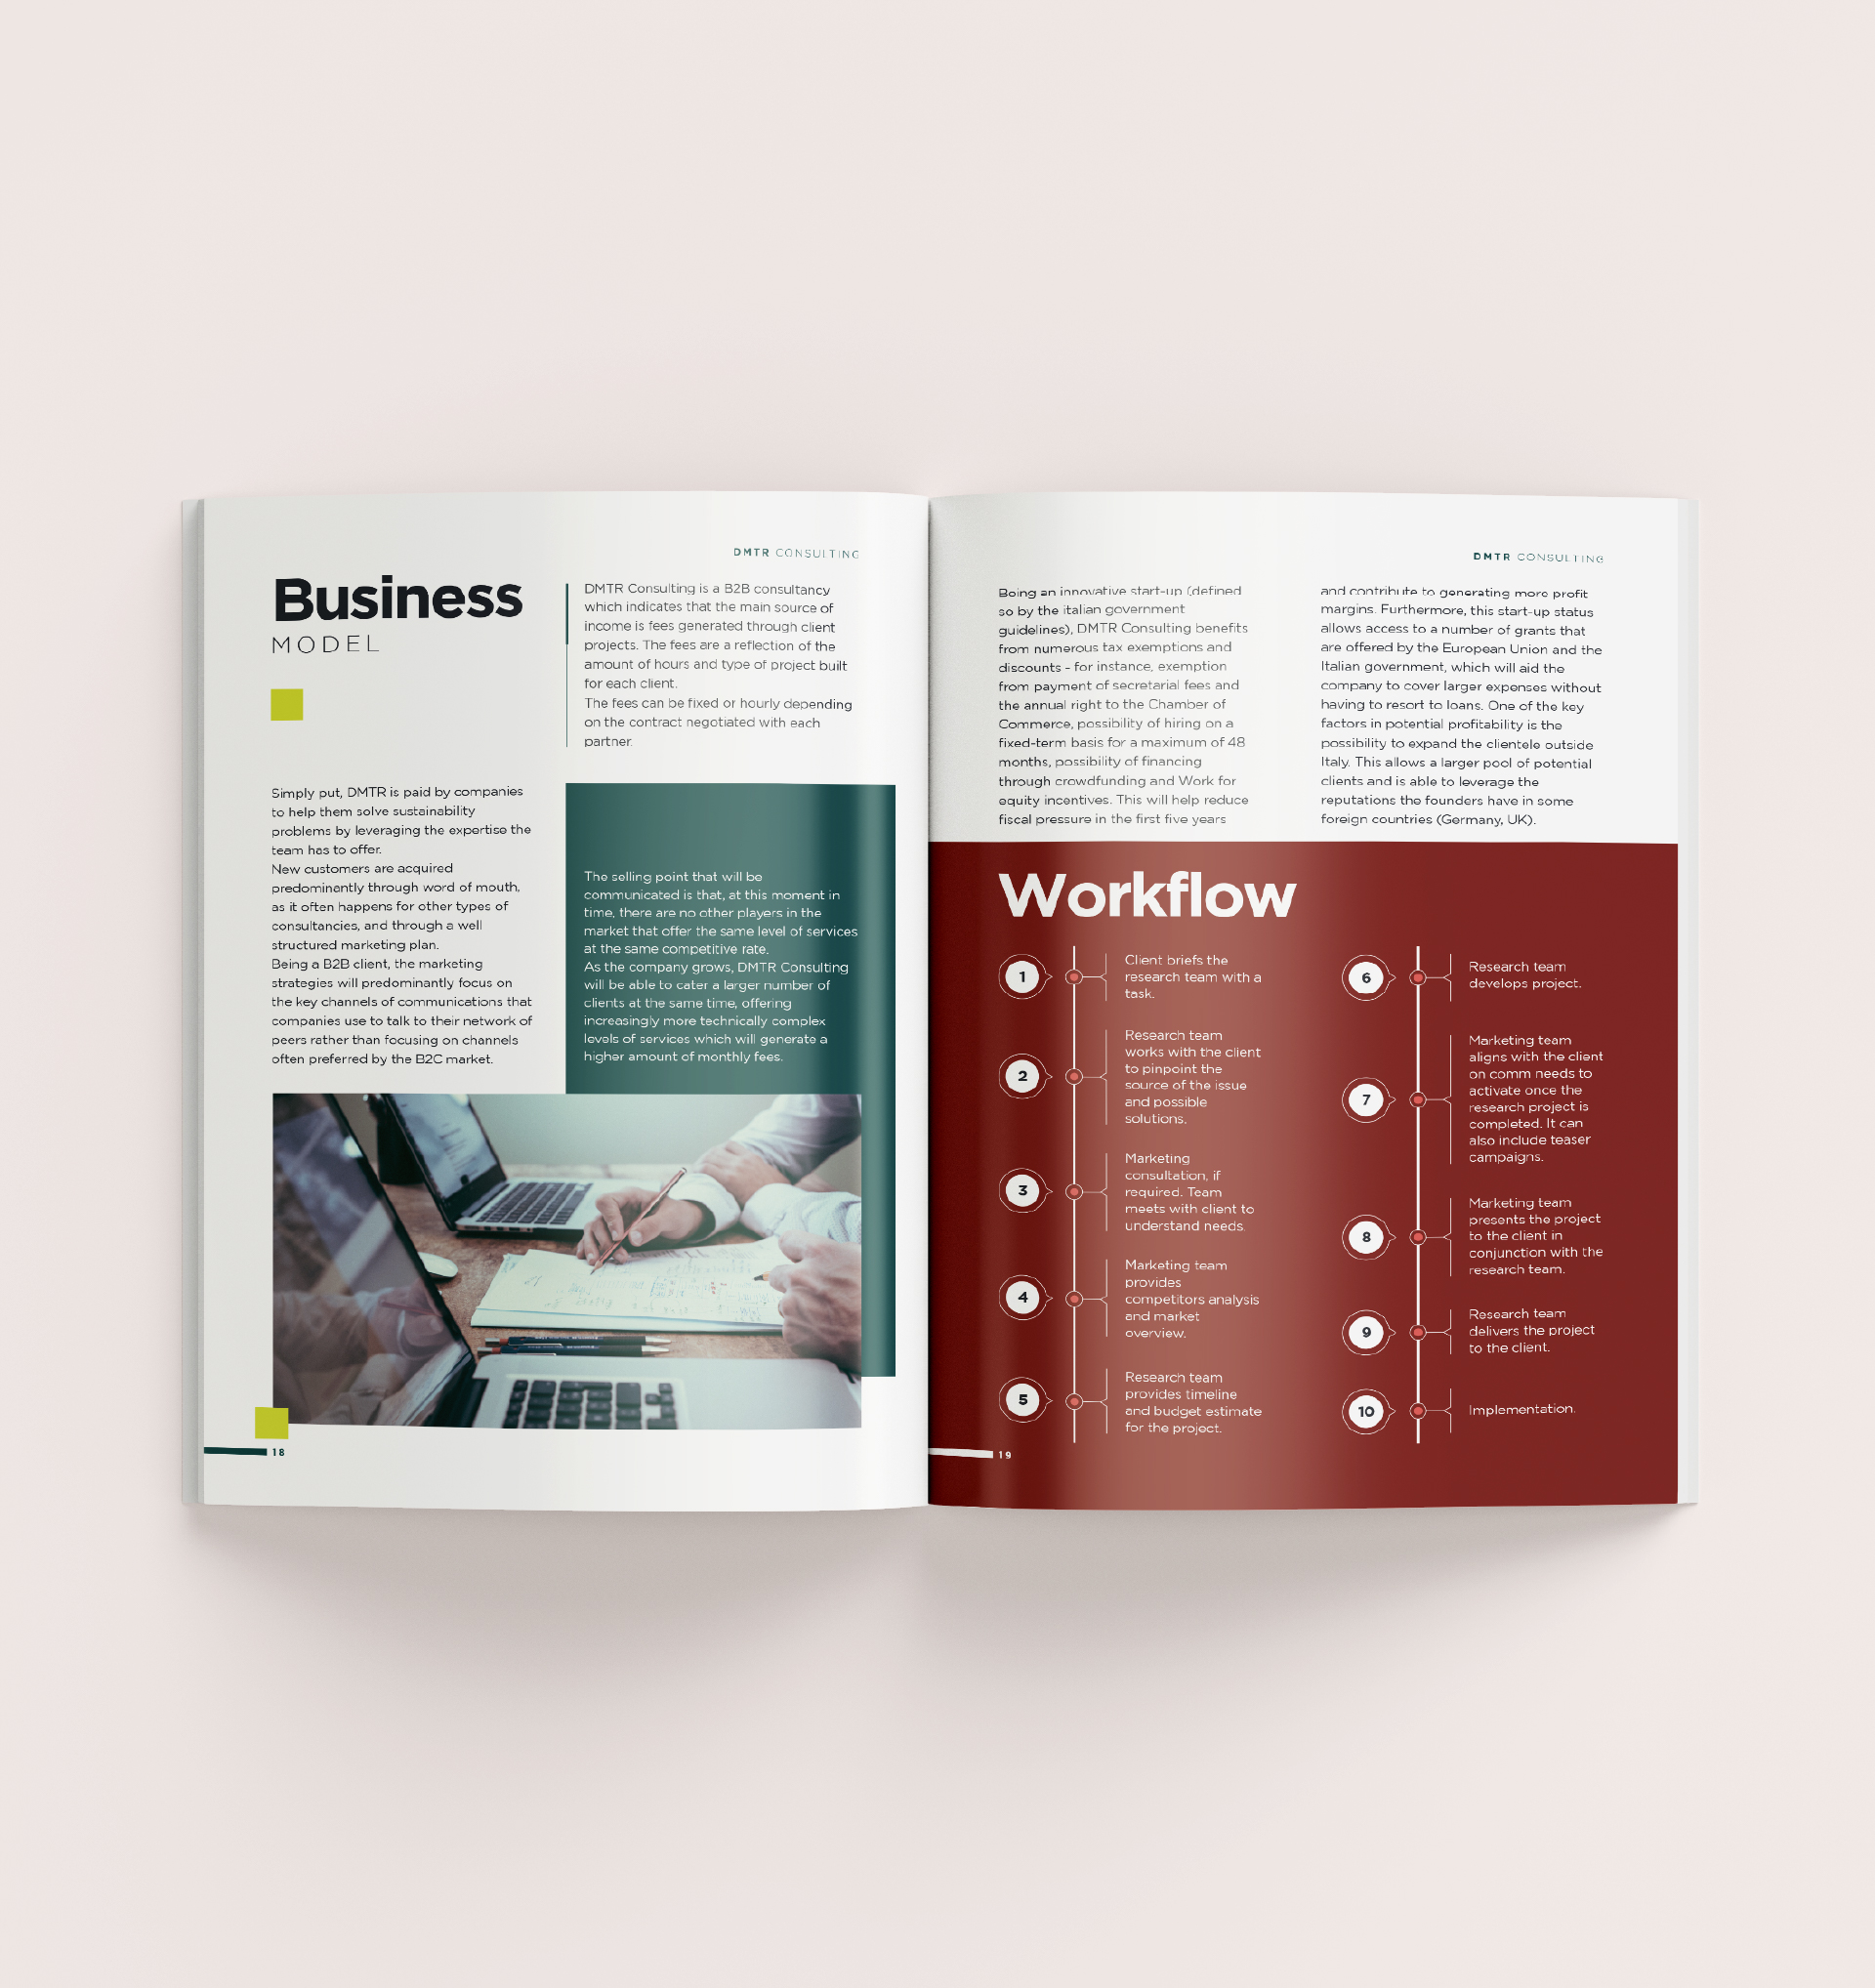 DMTR CONSULTING
Business
MODEL
DMTR Consulting is a B2B consultancy
which indicates that the main source of
income is fees generated through client
projects. The fees are a reflection of the
amount of hours and type of project built
for each client.
The fees can be fixed or hourly depending
on the contract negotiated with each
partner.
Simply put, DMTR is paid by companies
to help them solve sustainability
problems by leveraging the expertise the
team has to offer.
New customers are acquired
predominantly through word of mouth,
as it often happens for other types of
consultancies, and through a well
structured marketing plan.
Being a B2B client, the marketing
strategies will predominantly focus on
the key channels of communications that
companies use to talk to their network of
peers rather than focusing on channels
often preferred by the B2C market.
The selling point that will be
communicated is that, at this moment in
time, there are no other players in the
market that offer the same level of services
at the same competitive rate.
As the company grows, DMTR Consulting
will be able to cater a larger number of
clients at the same time, offering
increasingly more technically complex
levels of services which will generate a
higher amount of monthly fees.
18
DMTR CONSULTING
Being an innovative start-up (defined
so by the italian government
guidelines), DMTR Consulting benefits
from numerous tax exemptions and
discounts - for instance, exemption
from payment of secretarial fees and
the annual right to the Chamber of
Commerce, possibility of hiring on a
fixed-term basis for a maximum of 48
months, possibility of financing
through crowdfunding and Work for
equity incentives. This will help reduce
fiscal pressure in the first five years
and contribute to generating more profit
margins. Furthermore, this start-up status
allows access to a number of grants that
are offered by the European Union and the
Italian government, which will aid the
company to cover larger expenses without
having to resort to loans. One of the key
factors in potential profitability is the
possibility to expand the clientele outside
Italy. This allows a larger pool of potential
clients and is able to leverage the
reputations the founders have in some
foreign countries (Germany, UK).
Workflow
1
Client briefs the
research team with a
task.
2
Research team
works with the client
to pinpoint the
source of the issue
and possible
solutions.
3
Marketing
consultation, if
required. Team
meets with client to
understand needs.
4
Marketing team
provides
competitors analysis
and market
overview.
5
Research team
provides timeline
and budget estimate
for the project.
6
Research team
develops project.
7
Marketing team
aligns with the client
on comm needs to
activate once the
research project is
completed. It can
also include teaser
campaigns.
8
Marketing team
presents the project
to the client in
conjunction with the
research team.
9
Research team
delivers the project
to the client.
10
Implementation.
19